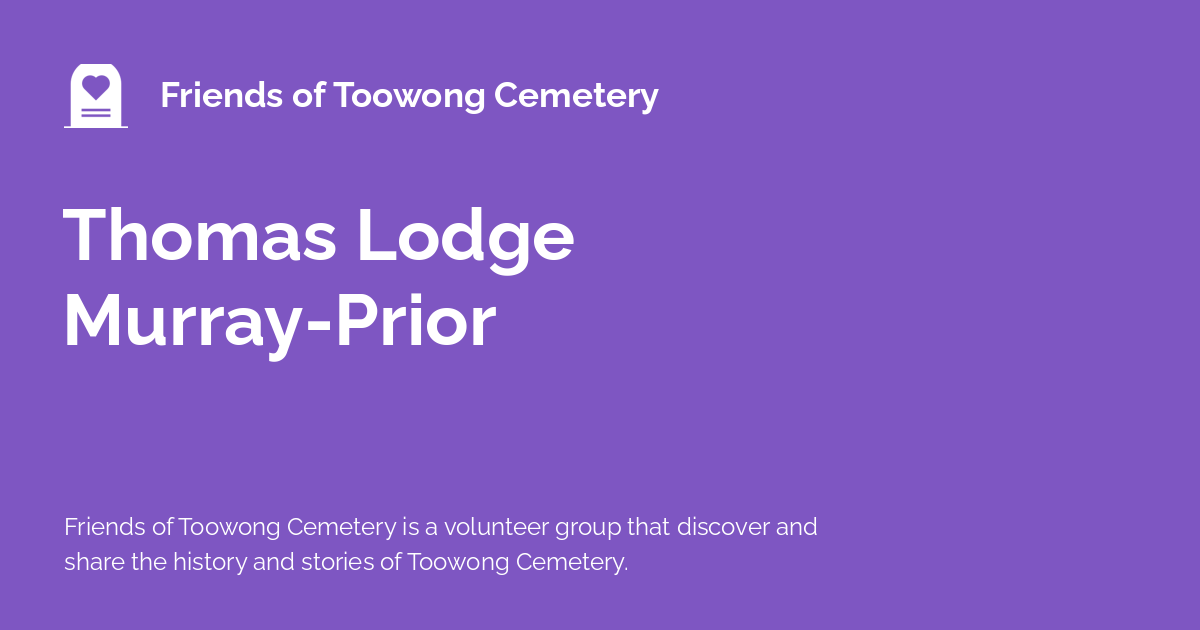 Friends of Toowong Cemetery
Thomas Lodge
Murray-Prior
Friends of Toowong Cemetery is a volunteer group that discover and
share the history and stories of Toowong Cemetery.